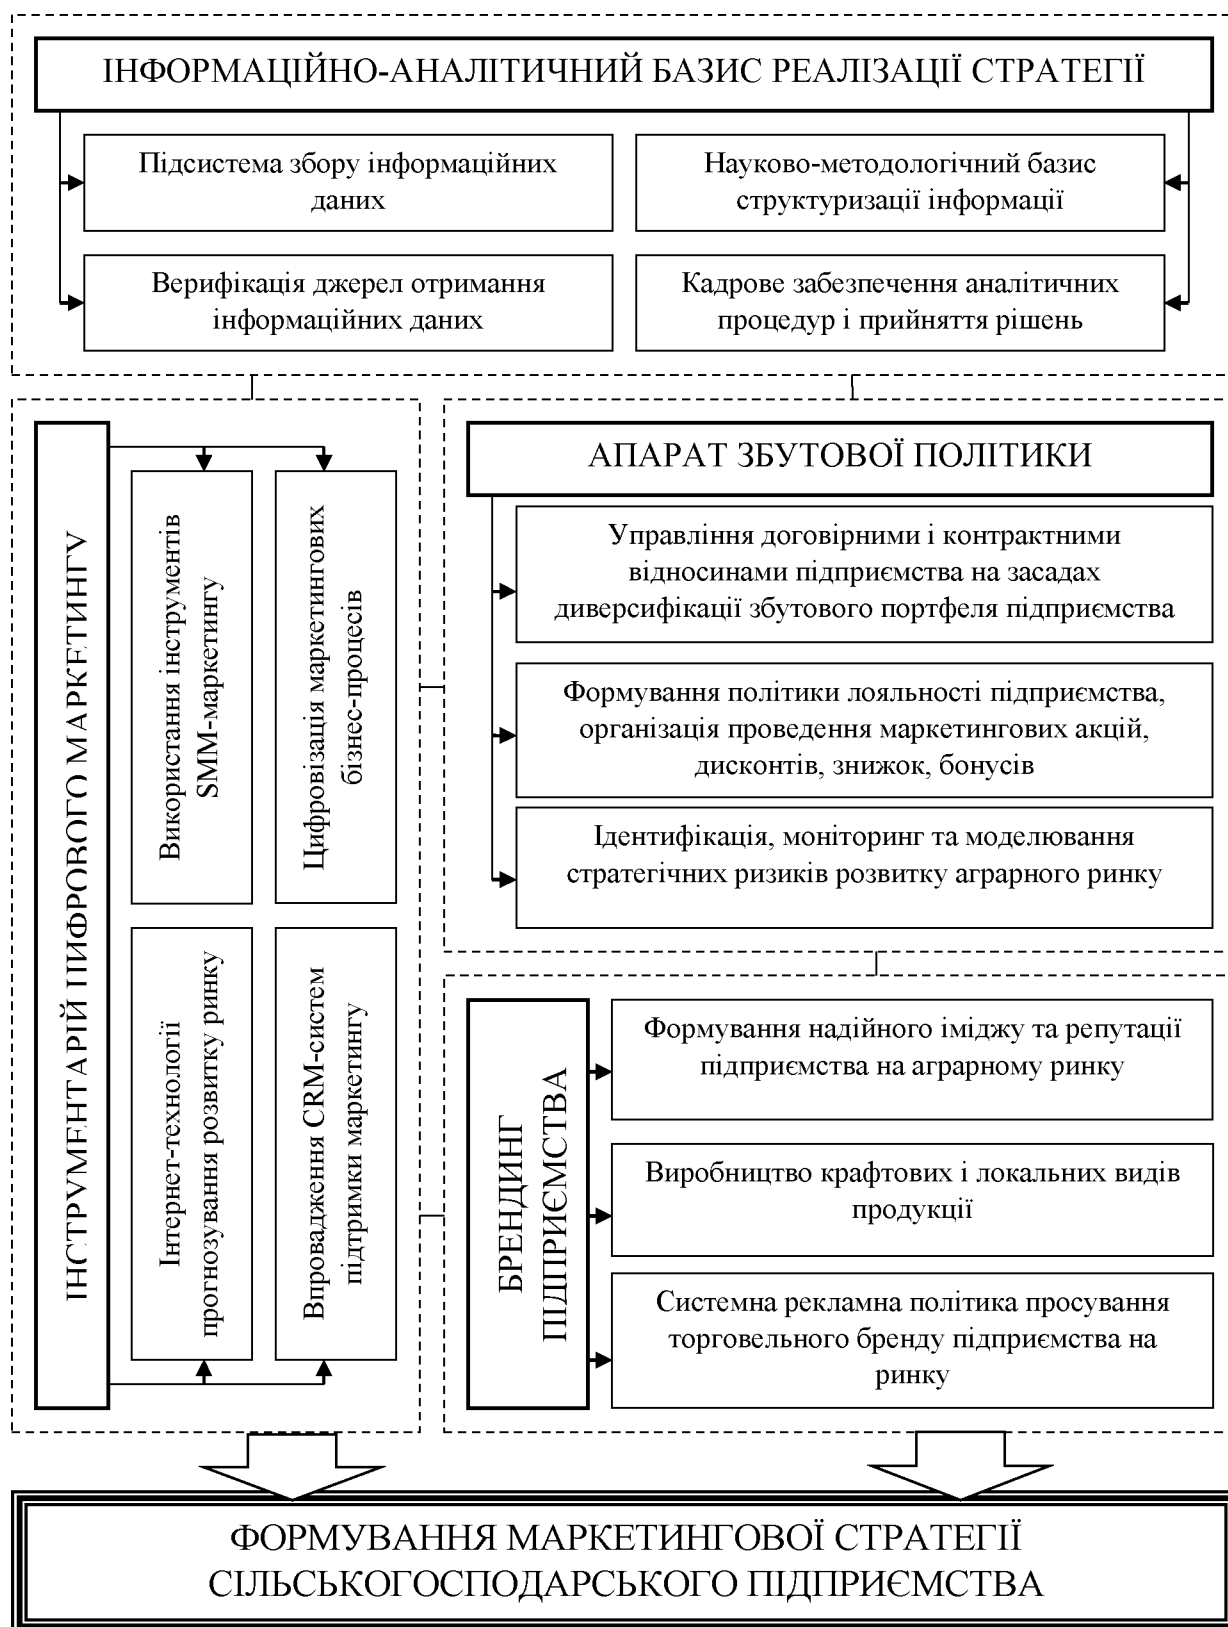 ІНФОРМАЦІЙНО-АНАЛІТИЧНИЙ БАЗИС РЕАЛІЗАЦІЇ СТРАТЕГІЇ
Підсистема збору інформаційних
даних
Науково-методологічний базис
структуризації інформації
Верифікація джерел отримання
інформаційних даних
Кадрове забезпечення аналітичних
процедур і прийняття рішень
ІНСТРУМЕНТАРІЙ ЦИФРОВОГО МАРКЕТИНГУ
Використання інструментів
SMM-маркетингу
Цифровізація маркетингових
бізнес-процесів
Інтернет-технології
прогнозування розвитку ринку
Впровадження CRM-систем
підтримки маркетингу
АПАРАТ ЗБУТОВОЇ ПОЛІТИКИ
Управління договірними і контрактними
відносинами підприємства на засадах
диверсифікації збутового портфеля підприємства
Формування політики лояльності підприємства,
організація проведення маркетингових акцій,
дисконтів, знижок, бонусів
Ідентифікація, моніторинг та моделювання
стратегічних ризиків розвитку аграрного ринку
БРЕНДИНГ
ПІДПРИЄМСТВА
Формування надійного іміджу та репутації
підприємства на аграрному ринку
Виробництво крафтових і локальних видів
продукції
Системна рекламна політика просування
торговельного бренду підприємства на
ринку
ФОРМУВАННЯ МАРКЕТИНГОВОЇ СТРАТЕГІЇ
СІЛЬСЬКОГОСПОДАРСЬКОГО ПІДПРИЄМСТВА